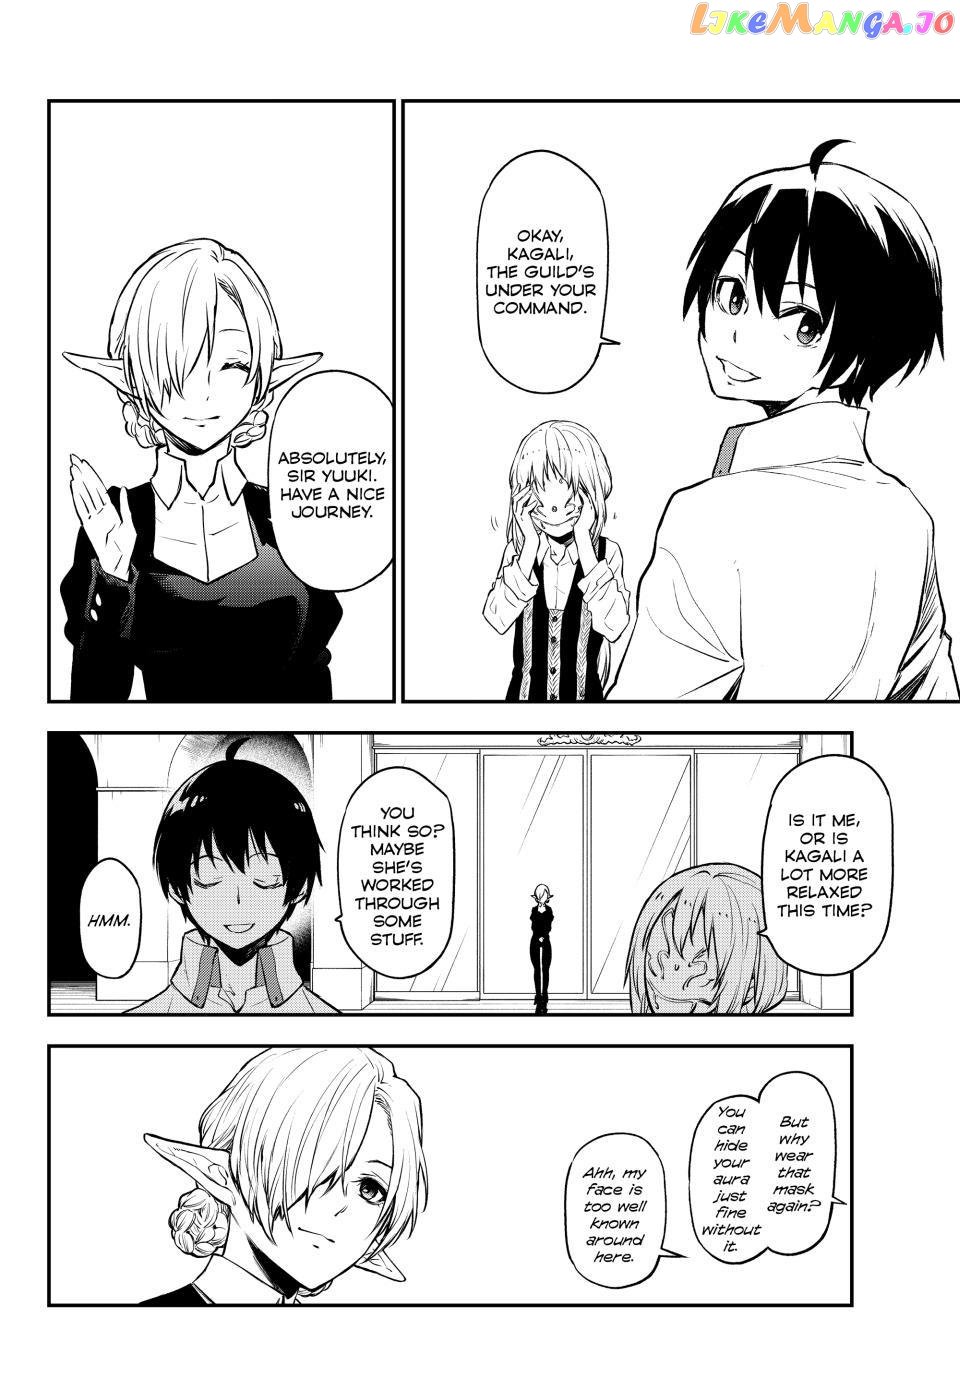 LIKEMANGA.IO
OKAY,
KAGALI,
THE GUILD'S
UNDER YOUR
COMMAND.
ABSOLUTELY,
SIR YUUKI.
HAVE A NICE
JOURNEY.
IS IT ME,
OR IS
KAGALI A
LOT MORE
RELAXED
THIS TIME?
YOU
THINK SO?
MAYBE
SHE'S
WORKED
THROUGH
SOME
STUFF.
HMM.
But
why
wear
that
mask
again?
You
can
hide
your
aura
just
fine
without
it.
Ahh, my
face is
too well
known
around
here.